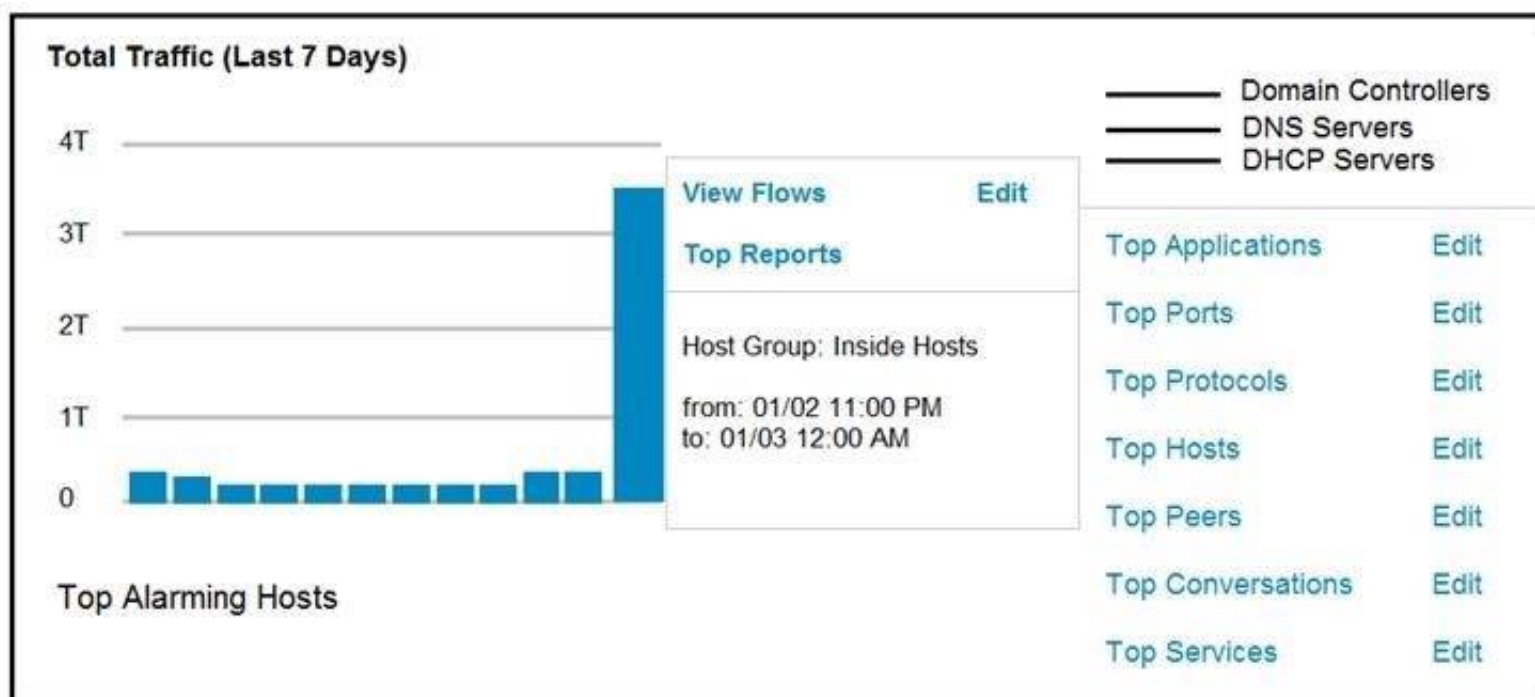 Total Traffic (Last 7 Days)
4T
3T
2T
1T
0
View Flows Edit
Top Reports
Host Group: Inside Hosts
from: 01/02 11:00 PM
to: 01/03 12:00 AM
Domain Controllers
DNS Servers
DHCP Servers
Top Applications Edit
Top Ports Edit
Top Protocols Edit
Top Hosts Edit
Top Peers Edit
Top Conversations Edit
Top Services Edit
Top Alarming Hosts